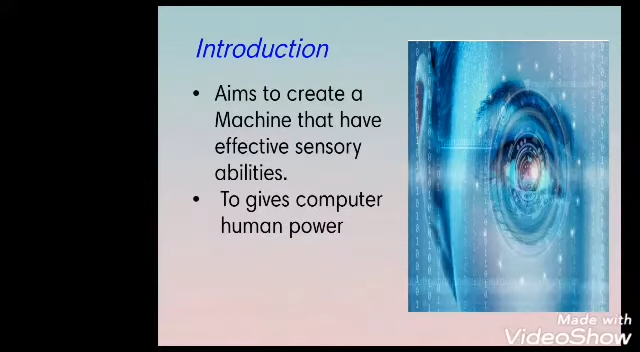 Introduction
• Aims to create a
Machine that have
effective sensory
abilities.
• To gives computer
human power
Made with
VideoShow